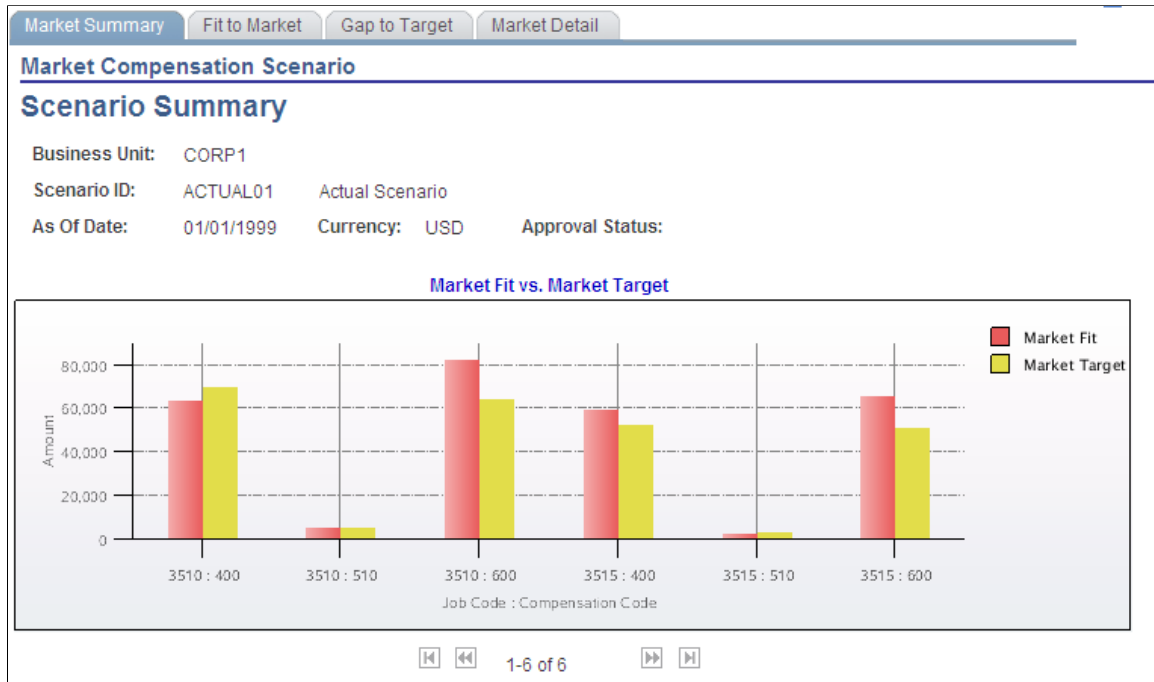 Market Summary Fit to Market Gap to Target Market Detail
Market Compensation Scenario
Scenario Summary
Business Unit: CORP1
Scenario ID: ACTUAL01 Actual Scenario
As Of Date: 01/01/1999 Currency: USD Approval Status:
Market Fit vs. Market Target
Market Fit
Market Target
80,000
60,000
40,000
20,000
0
Amount
3510 : 400 3510 : 510 3510 : 600 3515 : 400 3515 : 510 3515 : 600
Job Code : Compensation Code
1-6 of 6